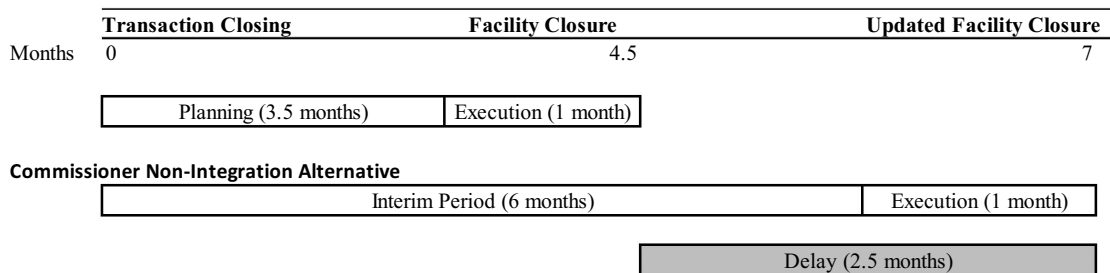 Transaction Closing Facility Closure Updated Facility Closure
Months 0 4.5 7
Planning (3.5 months) Execution (1 month)
Commissioner Non-Integration Alternative
Interim Period (6 months) Execution (1 month)
Delay (2.5 months)